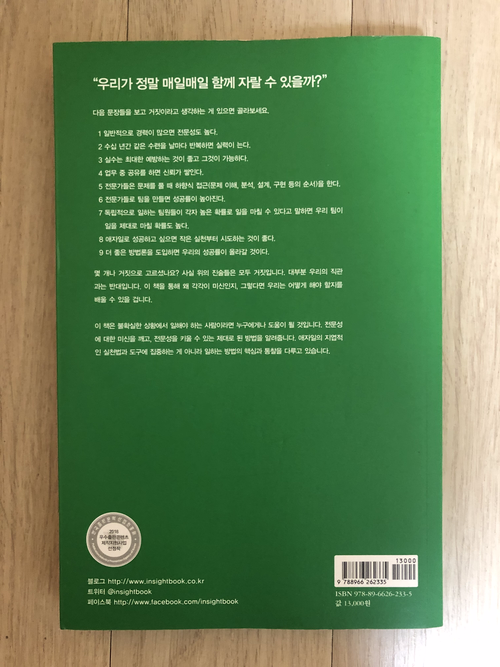 “우리가 정말 매일매일 함께 자랄 수 있을까?”
다음 문장들을 보고 거짓이라고 생각하는 게 있으면 골라보세요.
1 일반적으로 경력이 많으면 전문성도 높다.
2 수십 년간 같은 수련을 날마다 반복하면 실력이 는다.
3 실수는 최대한 예방하는 것이 좋고 그것이 가능하다.
4 업무 중 공유를 하면 신뢰가 쌓인다.
5 전문가들은 문제를 풀 때 하향식 접근(문제 이해, 분석, 설계, 구현 등의 순서)을 한다.
6 전문가들로 팀을 만들면 성공률이 높아진다.
7 독립적으로 일하는 팀원들이 각자 높은 확률로 일을 마칠 수 있다고 말하면 우리 팀이
일을 제대로 마칠 확률도 높다.
8 애자일로 성공하고 싶으면 작은 실천부터 시도하는 것이 좋다.
9 더 좋은 방법론을 도입하면 우리의 성공률이 올라갈 것이다.
몇 개나 거짓으로 고르셨나요? 사실 위의 진술들은 모두 거짓입니다. 대부분 우리의 직관
과는 반대입니다. 이 책을 통해 왜 각각이 미신인지, 그렇다면 우리는 어떻게 해야 할지를
배울 수 있을 겁니다.
이 책은 불확실한 상황에서 일해야 하는 사람이라면 누구에게나 도움이 될 것입니다. 전문성
에 대한 미신을 깨고, 전문성을 키울 수 있는 제대로 된 방법을 알려줍니다. 애자일의 지엽적
인 실천법과 도구에 집중하는 게 아니라 일하는 방법의 핵심과 통찰을 다루고 있습니다.
2018
우수출판콘텐츠
제작지원사업
선정작
블로그 http://www.insightbook.co.kr
트위터 @insightbook
페이스북 http://www.facebook.com/insightbook
13000
9 788966 262335
ISBN 978-89-6626-233-5
값 13,000원